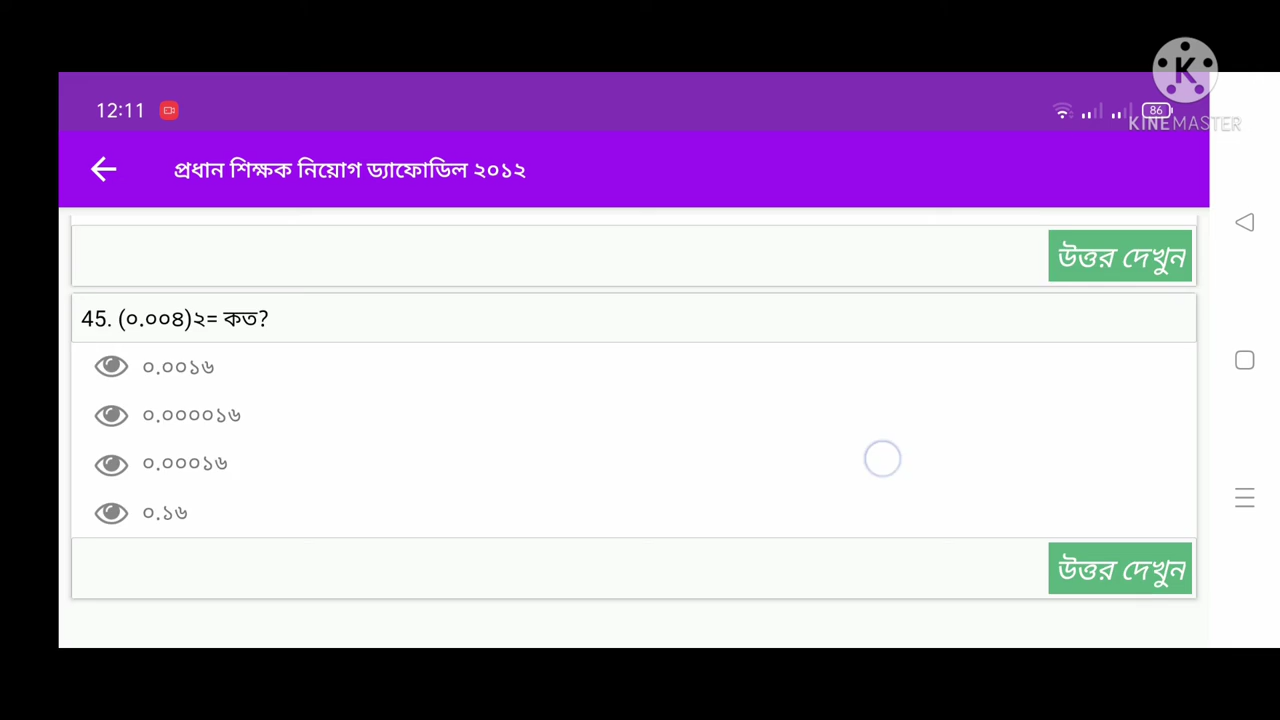 12:11
86
K
KINEMASTER
প্রধান শিক্ষক নিয়োগ ড্যাফোডিল ২০১২
উত্তর দেখুন
45. (০.০০৪)২= কত?
০.০০১৬
০.০০০০১৬
০.০০০১৬
০.১৬
উত্তর দেখুন